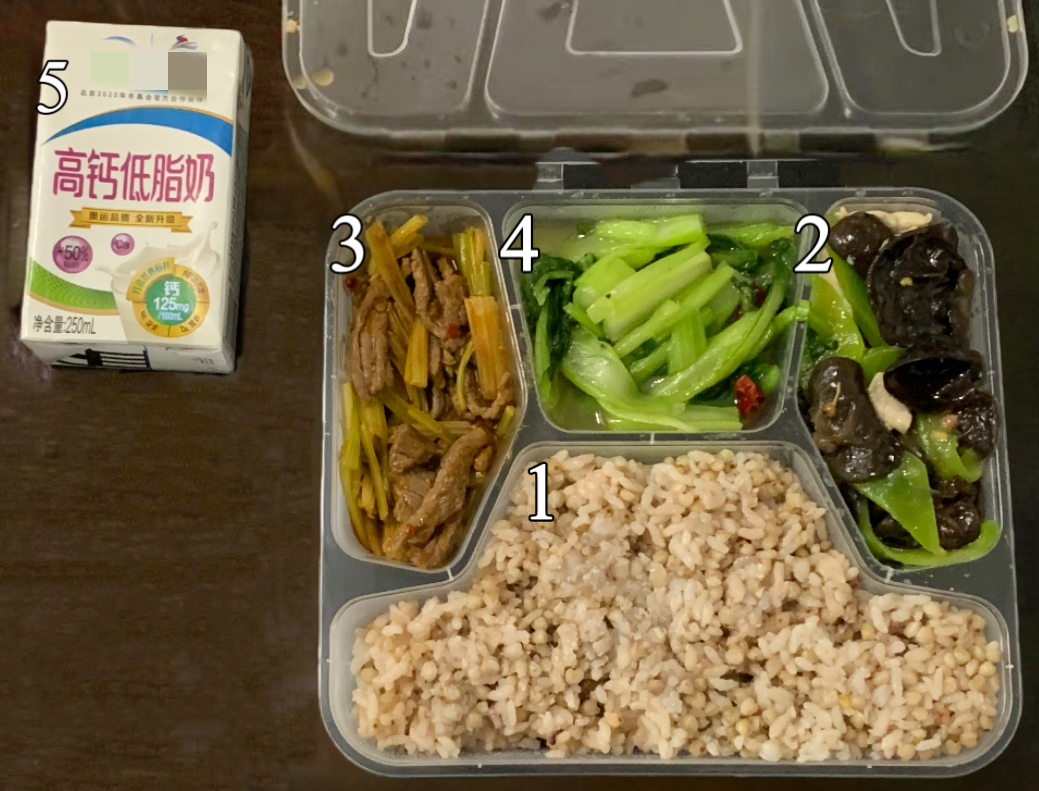 5
北京2022年冬奥会官方合作伙伴
高钙低脂奶
奥运品质 全新升级
+50%
Ca
钙
125mg
/100mL
净含量:250mL
3
4
2
1